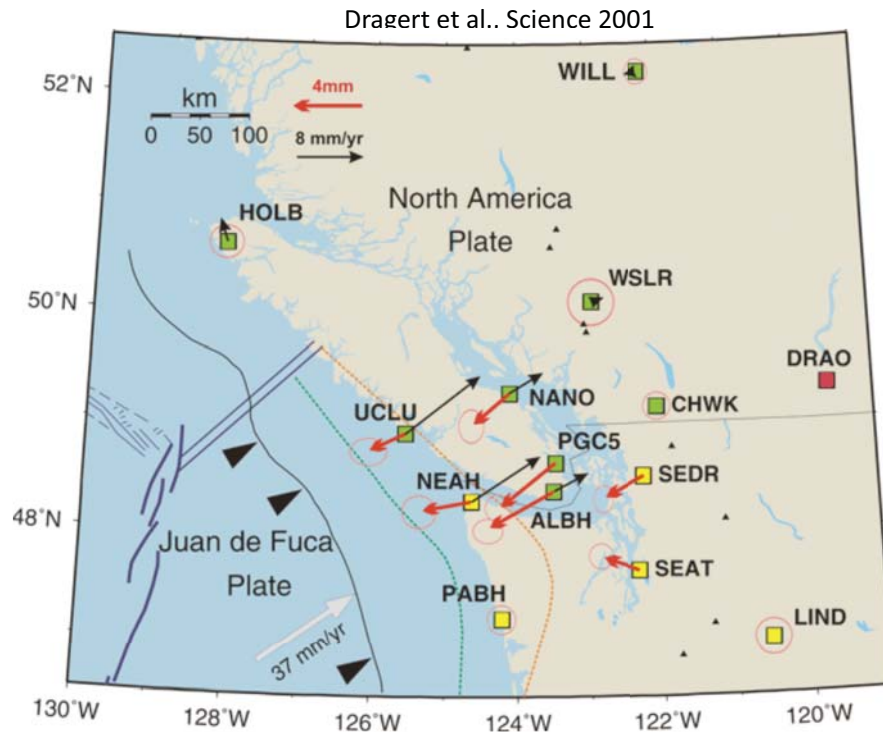 Dragert et al.. Science 2001
52°N
50°N
48°N
km
0 50 100
4mm
8 mm/yr
WILL
HOLB
North America
Plate
WSLR
DRAO
CHWK
NANO
UCLU
PGC5
NEAH
SEDR
ALBH
SEAT
Juan de Fuca
Plate
PABH
LIND
37 mm/yr
130°W
128°W
126°W
124°W
122°W
120°W